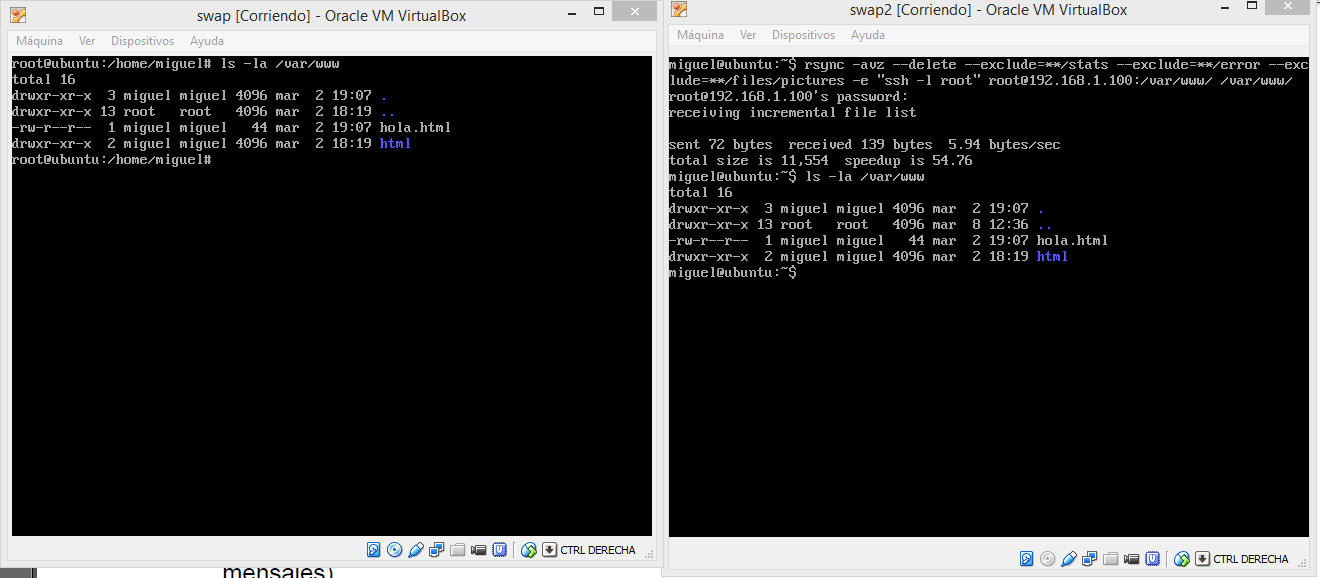 swap [Corriendo] - Oracle VM VirtualBox
Máquina Ver Dispositivos Ayuda
root@ubuntu:/home/miguel# ls -la /var/www
total 16
drwxr-xr-x  3 miguel miguel 4096 mar  2 19:07 .
drwxr-xr-x 13 root   root   4096 mar  2 18:19 ..
-rw-r--r--  1 miguel miguel   44 mar  2 19:07 hola.html
drwxr-xr-x  2 miguel miguel 4096 mar  2 18:19 html
root@ubuntu:/home/miguel#
CTRL DERECHA
mensales)
swap2 [Corriendo] - Oracle VM VirtualBox
Máquina Ver Dispositivos Ayuda
miguel@ubuntu:~$ rsync -avz --delete --exclude=**/stats --exclude=**/error --exc
lude=**/files/pictures -e "ssh -l root" root@192.168.1.100:/var/www/ /var/www/
root@192.168.1.100's password:
receiving incremental file list
sent 72 bytes  received 139 bytes  5.94 bytes/sec
total size is 11,554  speedup is 54.76
miguel@ubuntu:~$ ls -la /var/www
total 16
drwxr-xr-x  3 miguel miguel 4096 mar  2 19:07 .
drwxr-xr-x 13 root   root   4096 mar  8 12:36 ..
-rw-r--r--  1 miguel miguel   44 mar  2 19:07 hola.html
drwxr-xr-x  2 miguel miguel 4096 mar  2 18:19 html
miguel@ubuntu:~$
CTRL DERECHA